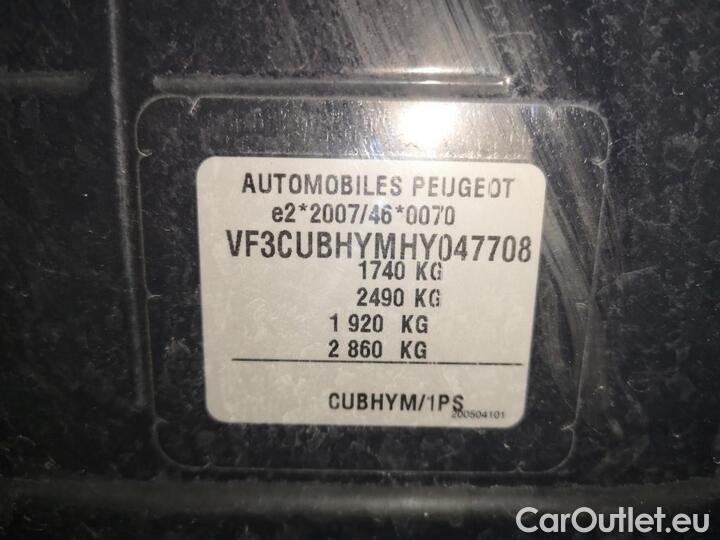 AUTOMOBILES PEUGEOT
e2*2007/46*0070
VF3CUBHYMHY047708
1740 KG
2490 KG
1 920 KG
2 860 KG
CUBHYM/1PS
200504101
CarOutlet.eu